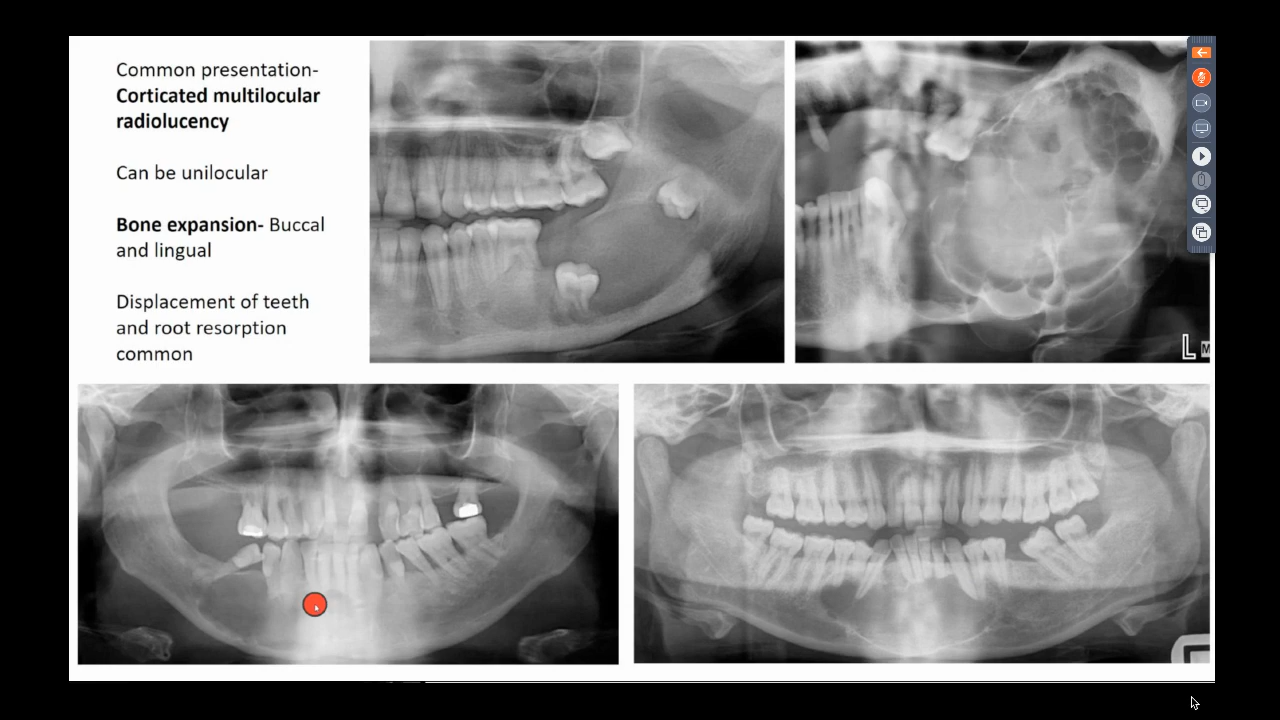 Common presentation-
Corticated multilocular
radiolucency
Can be unilocular
Bone expansion- Buccal
and lingual
Displacement of teeth
and root resorption
common
L M